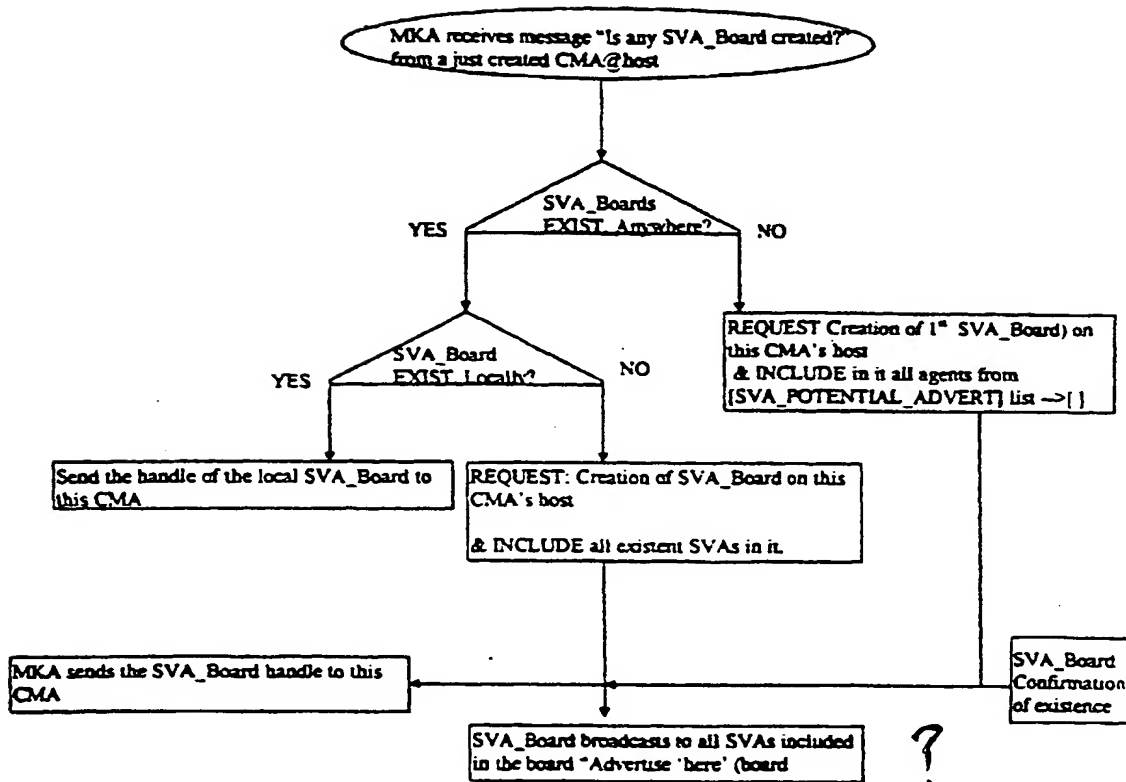 MKA receives message "Is any SVA_Board created?"
from a just created CMA@host
SVA_Boards
EXIST Anywhere?
YES
NO
SVA_Board
EXIST Locally?
YES
NO
REQUEST Creation of 1st SVA_Board) on
this CMA's host
& INCLUDE in it all agents from
[SVA_POTENTIAL_ADVERT] list -->[ ]
Send the handle of the local SVA_Board to
this CMA
REQUEST: Creation of SVA_Board on this
CMA's host
& INCLUDE all existent SVAs in it.
MKA sends the SVA_Board handle to this
CMA
SVA_Board
Confirmation
of existence
SVA_Board broadcasts to all SVAs included
in the board "Advertise 'here' (board
?